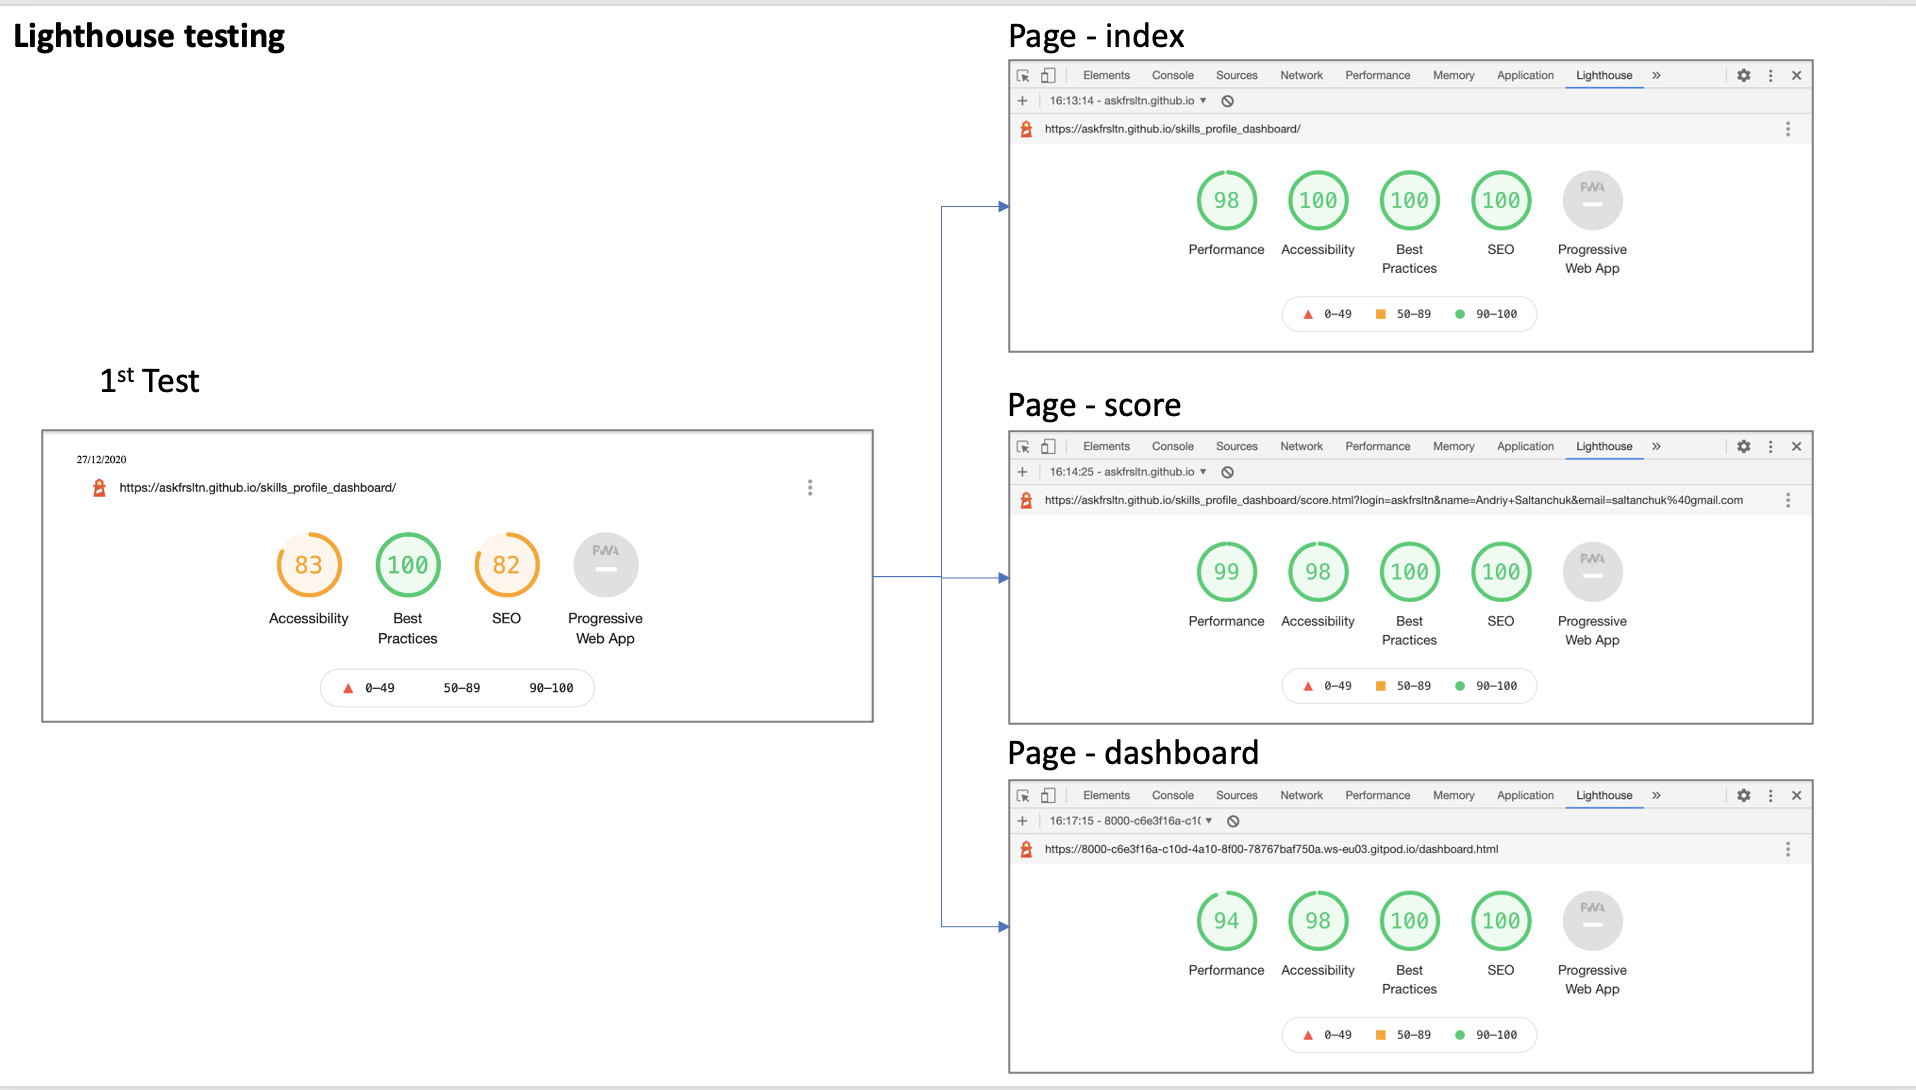 Lighthouse testing
1st Test
27/12/2020
https://askfrsltn.github.io/skills_profile_dashboard/
83 100 82 PWA
Accessibility Best Practices SEO Progressive Web App
0–49 50–89 90–100
Page - index
Elements Console Sources Network Performance Memory Application Lighthouse »
16:13:14 - askfrsltn.github.io
https://askfrsltn.github.io/skills_profile_dashboard/
98 100 100 100 PWA
Performance Accessibility Best Practices SEO Progressive Web App
0–49 50–89 90–100
Page - score
Elements Console Sources Network Performance Memory Application Lighthouse »
16:14:25 - askfrsltn.github.io
https://askfrsltn.github.io/skills_profile_dashboard/score.html?login=askfrsltn&name=Andriy+Saltanchuk&email=saltanchuk%40gmail.com
99 98 100 100 PWA
Performance Accessibility Best Practices SEO Progressive Web App
0–49 50–89 90–100
Page - dashboard
Elements Console Sources Network Performance Memory Application Lighthouse »
16:17:15 - 8000-c6e3f16a-c1(
https://8000-c6e3f16a-c10d-4a10-8f00-78767baf750a.ws-eu03.gitpod.io/dashboard.html
94 98 100 100 PWA
Performance Accessibility Best Practices SEO Progressive Web App
0–49 50–89 90–100